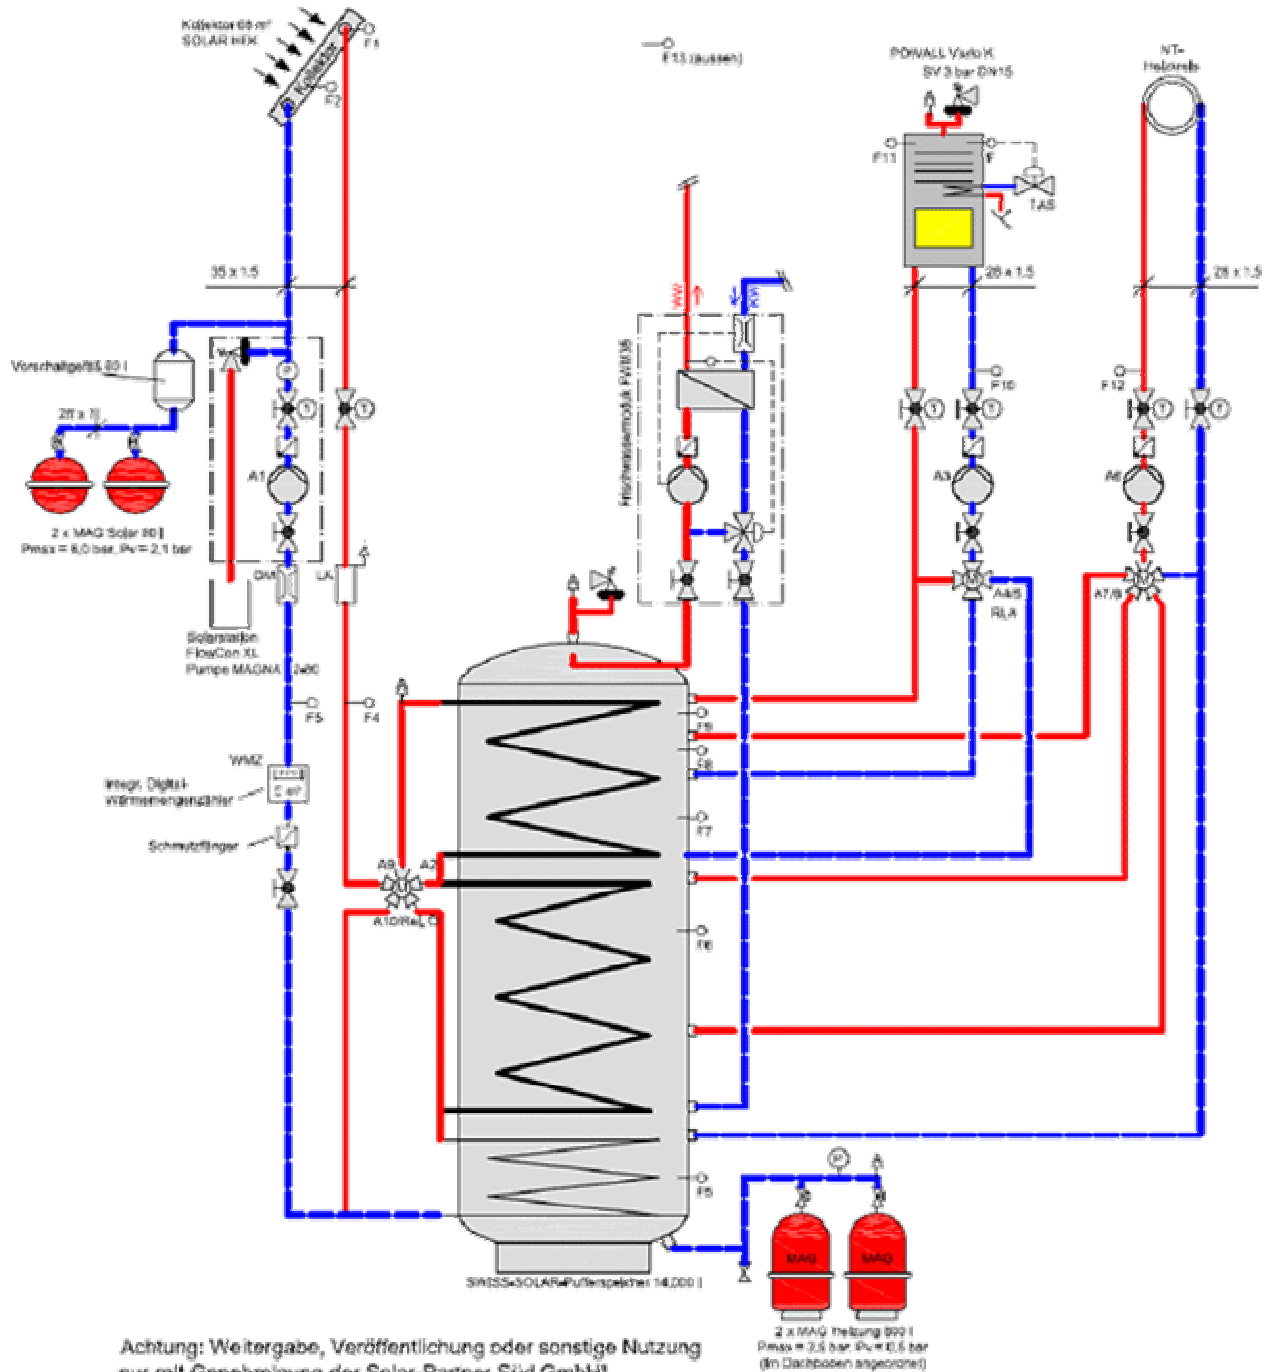 Kollektor 66 m²
SOLAR HFK
F1
Kollektor
F2
F13 (aussen)
POWALL Vario K
SV 3 bar DN15
NT-
Heizkreis
F11
F
TAS
35 x 1.5
28 x 1.5
28 x 1.5
WW
KW
Vorschaltgefäß 80 l
P
Frischwassermodul FWM35
F10
F12
T
T
T
T
T
A1
A3
A6
2 x MAG Solar 80 l
Pmax = 6,0 bar, Pv = 2,1 bar
DM
LA
M
A4/5
RLA
M
A7/8
Solarstation
FlowCon XL
Pumpe MAGNA
F5
F4
F9
WMZ
F8
Integr. Digital-
Wärmemengenzähler
F7
Schmutzfänger
A9
A2
F6
F5
P
MAG
MAG
SWISS-SOLAR-Pufferspeicher 14.000 l
2 x MAG Heizung 800 l
Pmax = 3,5 bar, Pv = 0,5 bar
(im Dachboden angeordnet)
Achtung: Weitergabe, Veröffentlichung oder sonstige Nutzung
nur mit Genehmigung der Solar-Partner Süd GmbH!